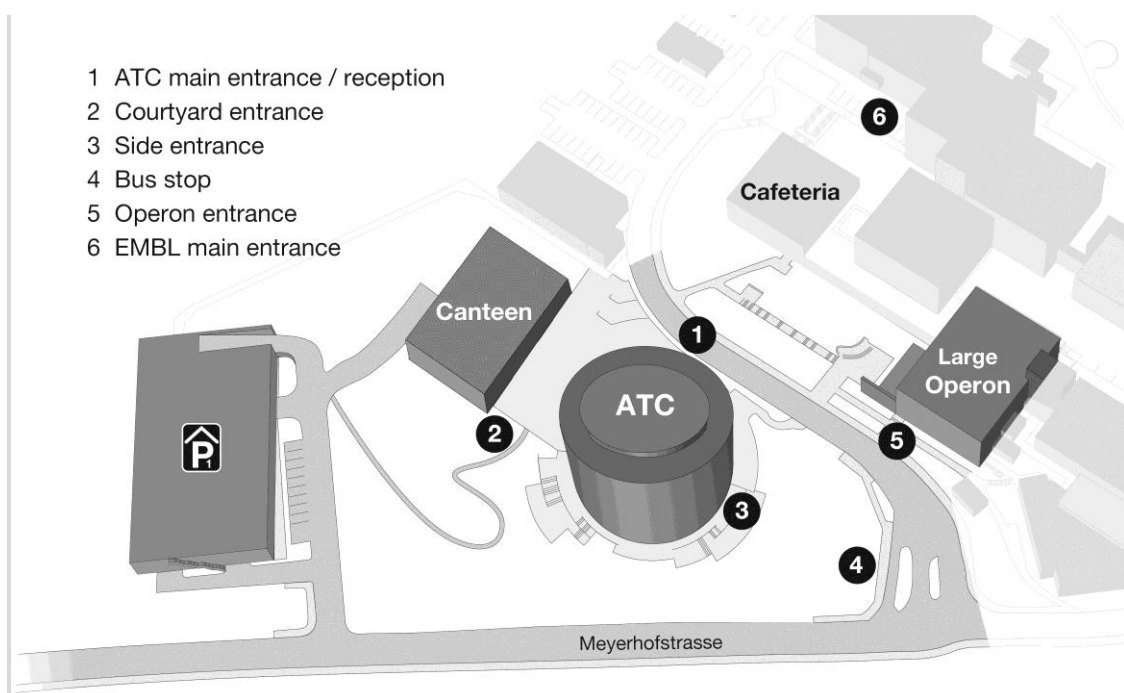 1 ATC main entrance / reception
2 Courtyard entrance
3 Side entrance
4 Bus stop
5 Operon entrance
6 EMBL main entrance
6
Cafeteria
Canteen
1
Large
Operon
ATC
2
5
P1
3
4
Meyerhofstrasse